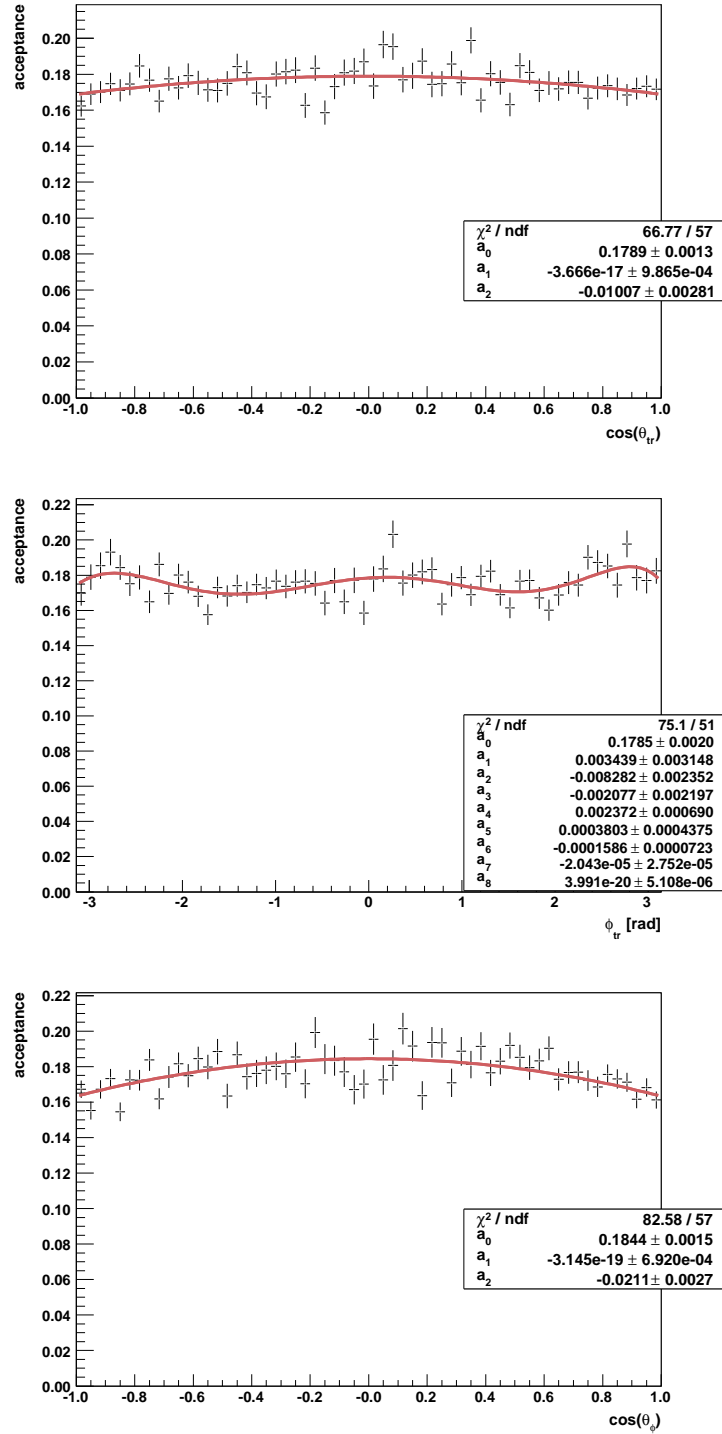 acceptance
0.20
0.18
0.16
0.14
0.12
0.10
0.08
0.06
0.04
0.02
0.00
χ² / ndf 66.77 / 57
a₀ 0.1789 ± 0.0013
a₁ -3.666e-17 ± 9.865e-04
a₂ -0.01007 ± 0.00281
-1.0 -0.8 -0.6 -0.4 -0.2 -0.0 0.2 0.4 0.6 0.8 1.0
cos(θ_tr)
acceptance
0.22
0.20
0.18
0.16
0.14
0.12
0.10
0.08
0.06
0.04
0.02
0.00
χ² / ndf 75.1 / 51
a₀ 0.1785 ± 0.0020
a₁ 0.003439 ± 0.003148
a₂ -0.008282 ± 0.002352
a₃ -0.002077 ± 0.002197
a₄ 0.002372 ± 0.000690
a₅ 0.0003803 ± 0.0004375
a₆ -0.0001586 ± 0.0000723
a₇ -2.043e-05 ± 2.752e-05
a₈ 3.991e-20 ± 5.108e-06
-3 -2 -1 0 1 2 3
ϕ_tr [rad]
acceptance
0.22
0.20
0.18
0.16
0.14
0.12
0.10
0.08
0.06
0.04
0.02
0.00
χ² / ndf 82.58 / 57
a₀ 0.1844 ± 0.0015
a₁ -3.145e-19 ± 6.920e-04
a₂ -0.0211 ± 0.0027
-1.0 -0.8 -0.6 -0.4 -0.2 -0.0 0.2 0.4 0.6 0.8 1.0
cos(θ_ϕ)